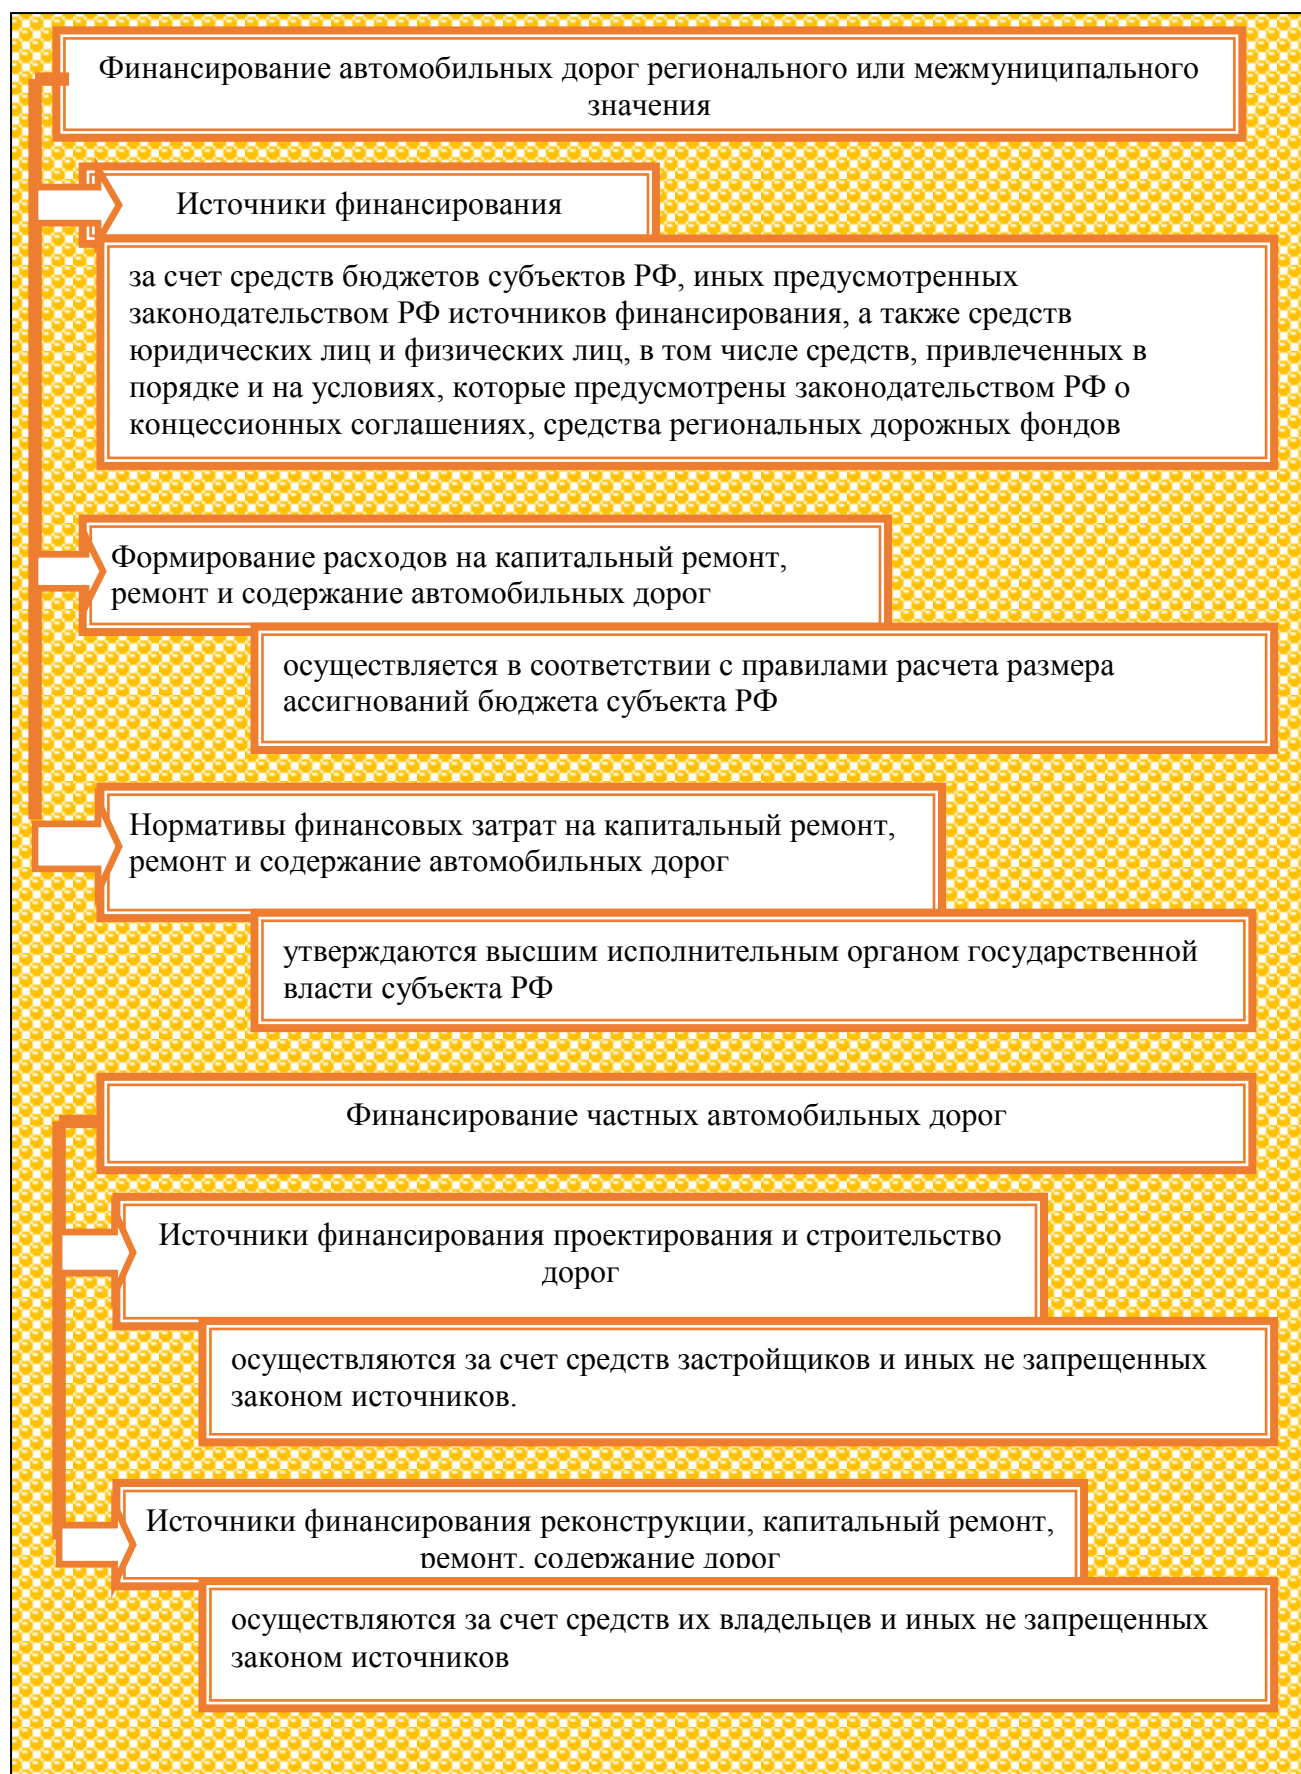 Финансирование автомобильных дорог регионального или межмуниципального
значения
Источники финансирования
за счет средств бюджетов субъектов РФ, иных предусмотренных
законодательством РФ источников финансирования, а также средств
юридических лиц и физических лиц, в том числе средств, привлеченных в
порядке и на условиях, которые предусмотрены законодательством РФ о
концессионных соглашениях, средства региональных дорожных фондов
Формирование расходов на капитальный ремонт,
ремонт и содержание автомобильных дорог
осуществляется в соответствии с правилами расчета размера
ассигнований бюджета субъекта РФ
Нормативы финансовых затрат на капитальный ремонт,
ремонт и содержание автомобильных дорог
утверждаются высшим исполнительным органом государственной
власти субъекта РФ
Финансирование частных автомобильных дорог
Источники финансирования проектирования и строительство
дорог
осуществляются за счет средств застройщиков и иных не запрещенных
законом источников.
Источники финансирования реконструкции, капитальный ремонт,
ремонт, содержание дорог
осуществляются за счет средств их владельцев и иных не запрещенных
законом источников